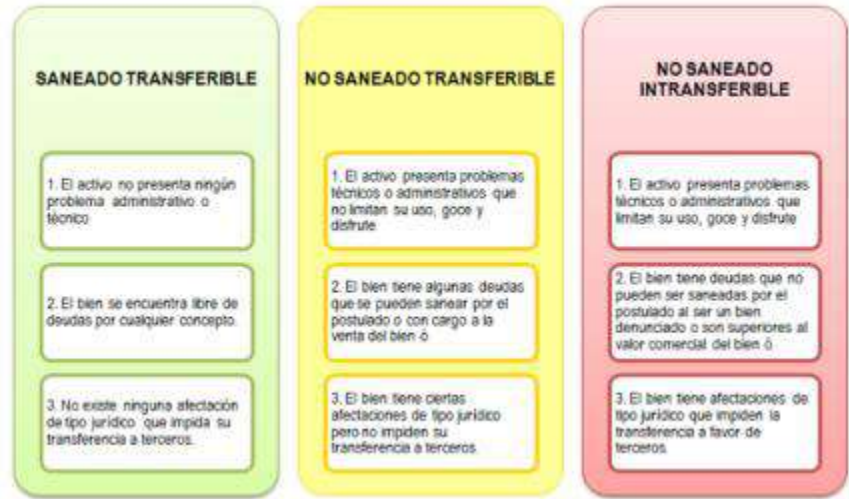 SANEADO TRANSFERIBLE
1. El activo no presenta ningún
problema administrativo o
técnico
2. El bien se encuentra libre de
deudas por cualquier concepto.
3. No existe ninguna afectación
de tipo jurídico que impida su
transferencia a terceros.
NO SANEADO TRANSFERIBLE
1. El activo presenta problemas
técnicos o administrativos que
no limitan su uso, goce y
disfrute
2. El bien tiene algunas deudas
que se pueden sanear por el
postulado o con cargo a la
venta del bien ó
3. El bien tiene ciertas
afectaciones de tipo jurídico
pero no impiden su
transferencia a terceros
NO SANEADO
INTRANSFERIBLE
1. El activo presenta problemas
técnicos o administrativos que
limitan su uso, goce y disfrute
2. El bien tiene deudas que no
pueden ser saneadas por el
postulado al ser un bien
denunciado o son superiores al
valor comercial del bien ó
3. El bien tiene afectaciones de
tipo jurídico que impiden la
transferencia a favor de
terceros